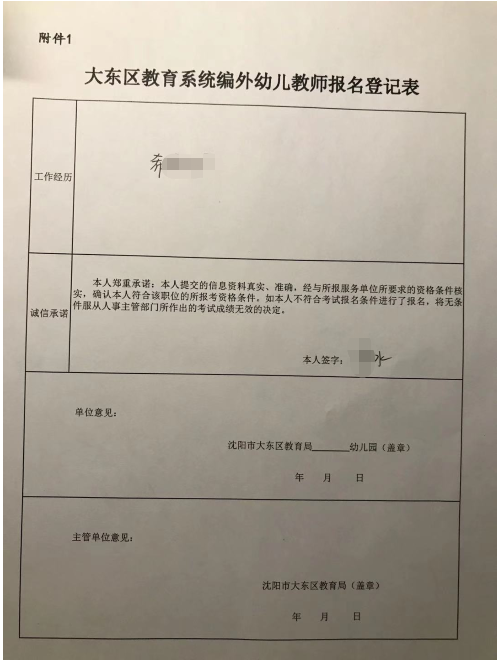 附件1
大东区教育系统编外幼儿教师报名登记表
工作经历
诚信承诺
本人郑重承诺：本人提交的信息资料真实、准确，经与所报服务单位所要求的资格条件核
实，确认本人符合该职位的所报考资格条件。如本人不符合考试报名条件进行了报名，将无条
件服从人事主管部门所作出的考试成绩无效的决定。
本人签字：
水
单位意见：
沈阳市大东区教育局______幼儿园（盖章）
年 月 日
主管单位意见：
沈阳市大东区教育局（盖章）
年 月 日